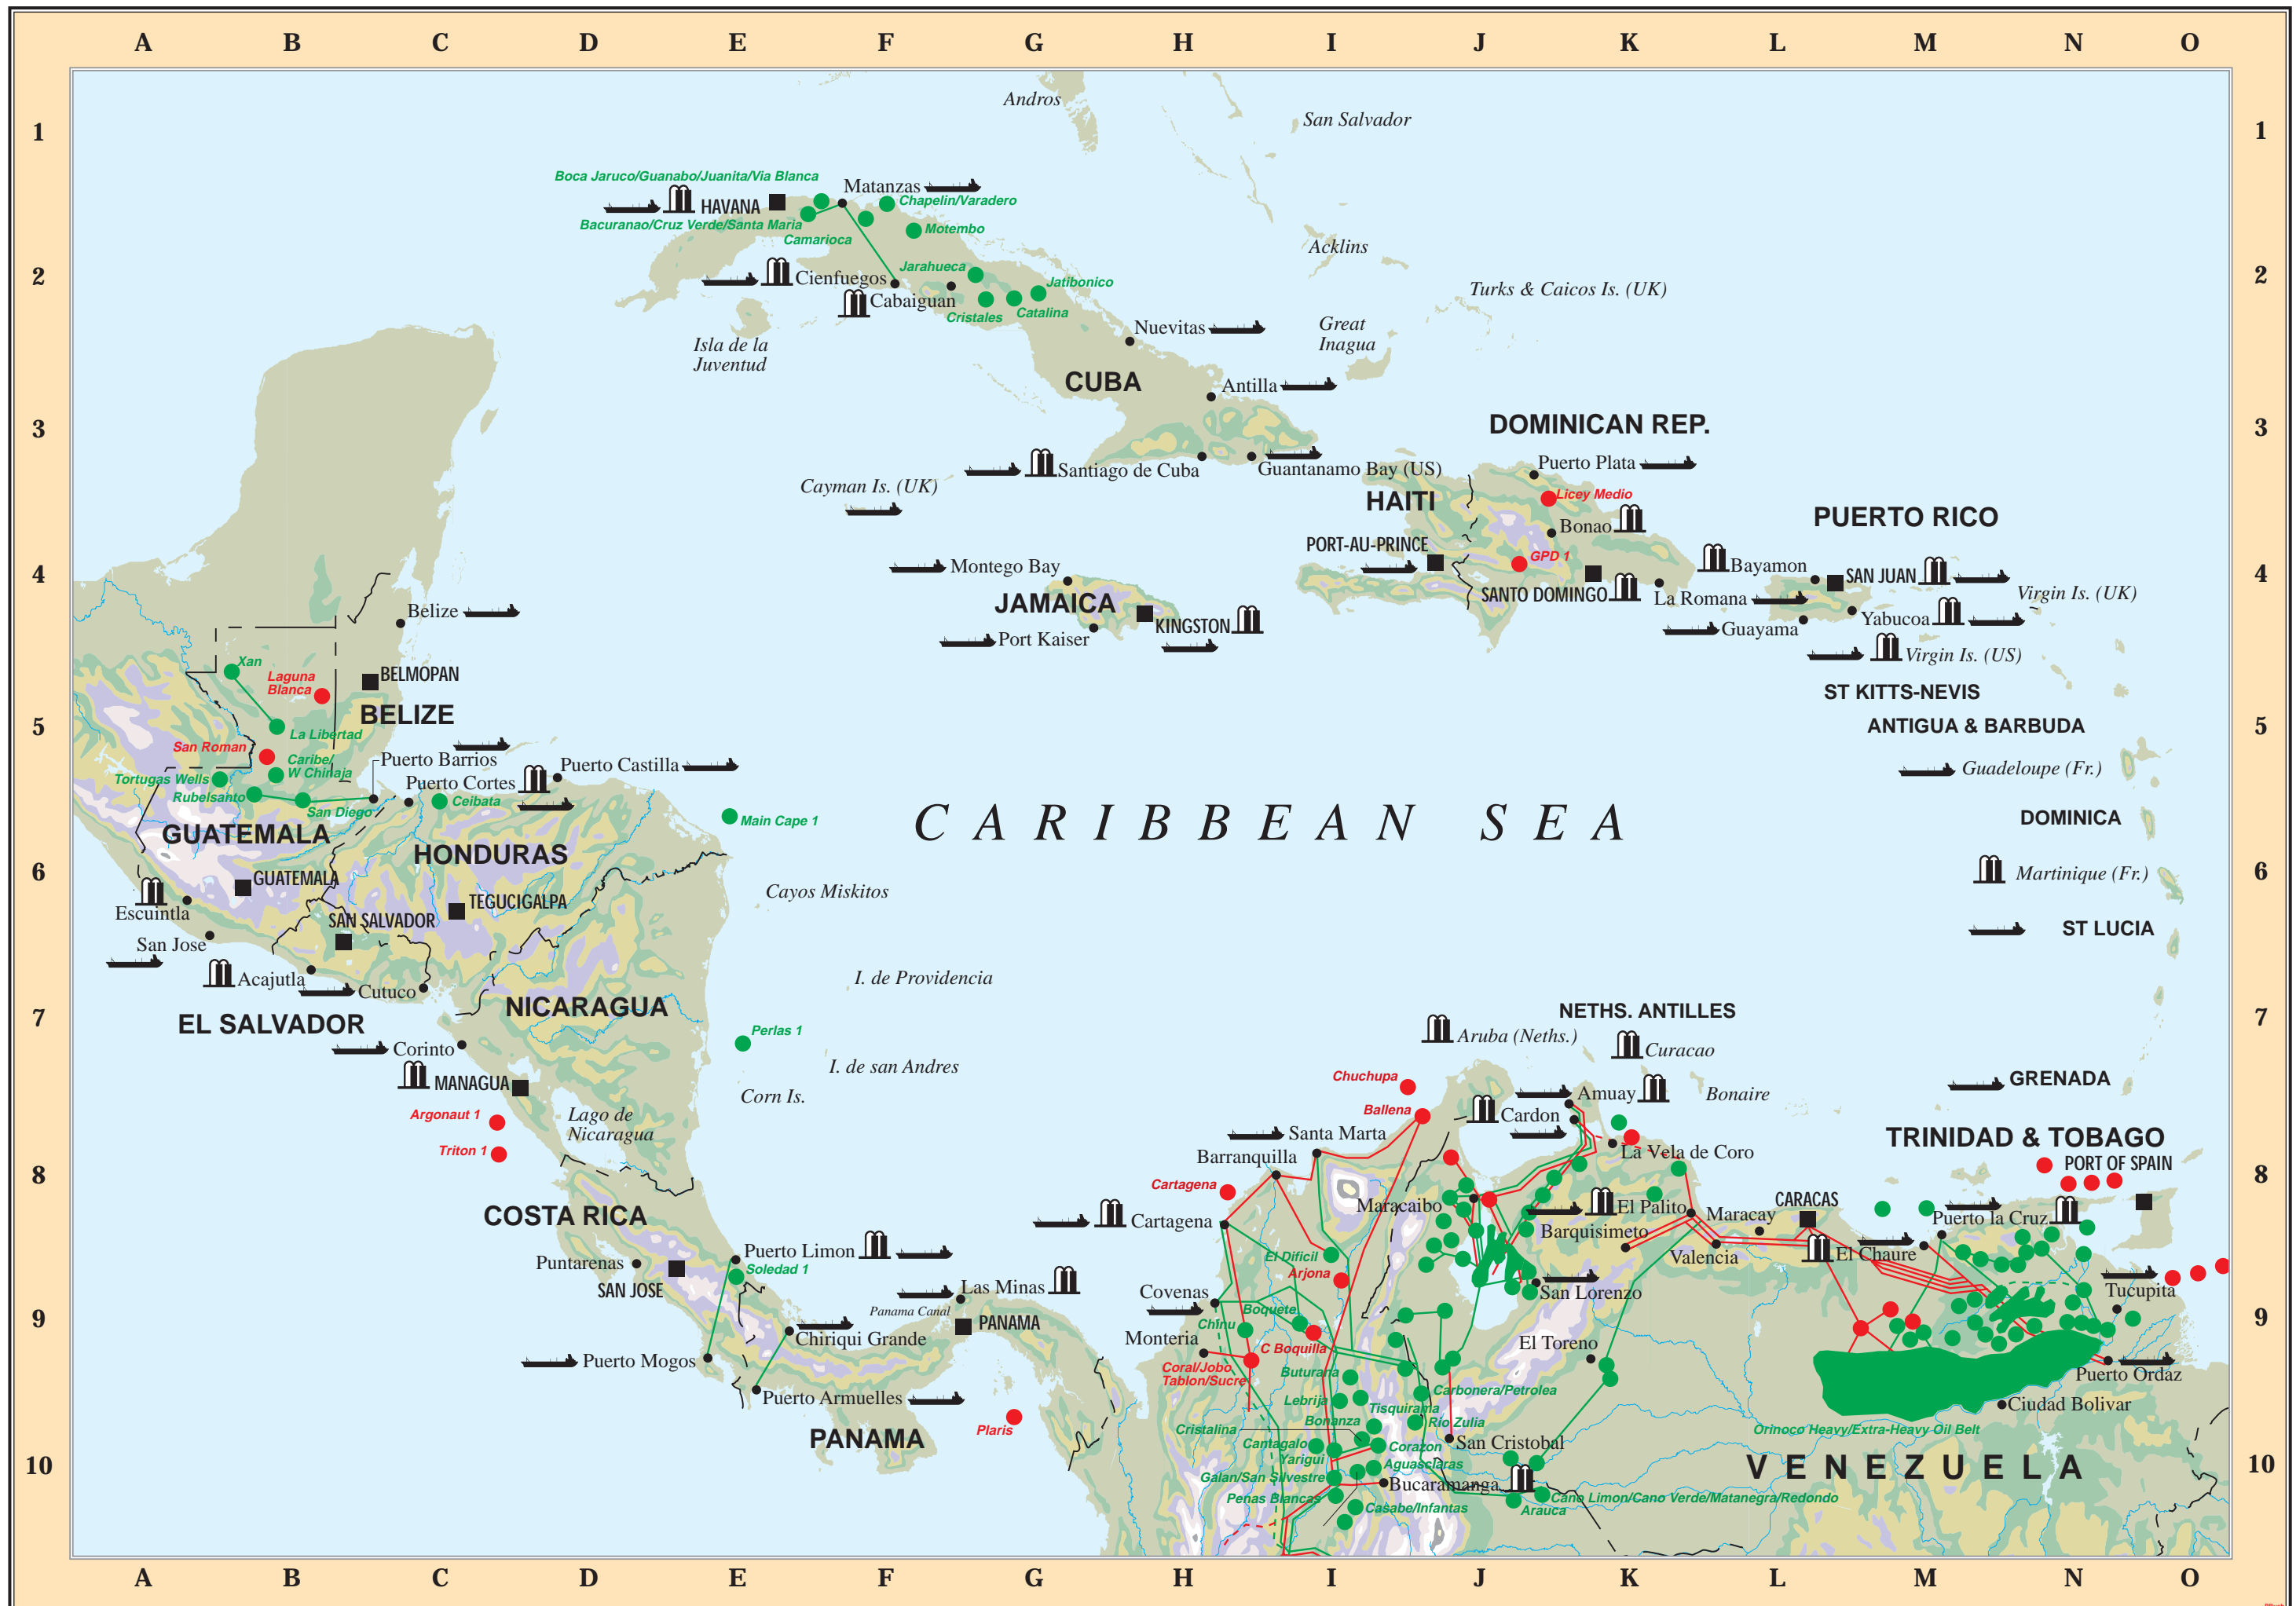 A B C D E F G H I J K L M N O
Andros
1
San Salvador
1
Boca Jaruco/Guanabo/Juanita/Via Blanca
Matanzas
HAVANA
Chapelin/Varadero
Bacuranao/Cruz Verde/Santa Maria
Motembo
Camarioca
Acklins
Jarahueca
2
Cienfuegos
Jatibonico
2
Cabaiguan
Cristales
Catalina
Turks & Caicos Is. (UK)
Nuevitas
Great
Inagua
Isla de la
Juventud
CUBA
Antilla
3
DOMINICAN REP.
3
Santiago de Cuba
Guantanamo Bay (US)
Puerto Plata
Cayman Is. (UK)
HAITI
Licey Medio
PUERTO RICO
Bonao
PORT-AU-PRINCE
GPD 1
4
Montego Bay
Bayamon
SAN JUAN
4
JAMAICA
SANTO DOMINGO
La Romana
Virgin Is. (UK)
Belize
KINGSTON
Yabucoa
Port Kaiser
Guayama
Virgin Is. (US)
Xan
Laguna
Blanca
BELMOPAN
ST KITTS-NEVIS
BELIZE
5
ANTIGUA & BARBUDA
5
La Libertad
San Roman
Caribe/
W Chinaja
Puerto Barrios
Puerto Castilla
Guadeloupe (Fr.)
Tortugas Wells
Puerto Cortes
Rubelsanto
Ceibata
San Diego
Main Cape 1
CARIBBEAN SEA
DOMINICA
GUATEMALA
HONDURAS
6
GUATEMALA
Martinique (Fr.)
6
Cayos Miskitos
Escuintla
SAN SALVADOR
TEGUCIGALPA
San Jose
ST LUCIA
Acajutla
Cutuco
I. de Providencia
NICARAGUA
NETHS. ANTILLES
7
EL SALVADOR
7
Perlas 1
Aruba (Neths.)
Corinto
Curacao
I. de san Andres
MANAGUA
Chuchupa
GRENADA
Corn Is.
Amuay
Bonaire
Argonaut 1
Lago de
Nicaragua
Ballena
Cardon
Santa Marta
TRINIDAD & TOBAGO
Triton 1
Barranquilla
La Vela de Coro
8
PORT OF SPAIN
8
Cartagena
CARACAS
COSTA RICA
Cartagena
Maracaibo
El Palito
Maracay
Puerto la Cruz
Puerto Limon
Barquisimeto
El Dificil
Valencia
El Chaure
Puntarenas
Soledad 1
Arjona
SAN JOSE
Las Minas
Covenas
San Lorenzo
Tucupita
Panama Canal
Boquete
9
PANAMA
Chinu
9
Chiriqui Grande
Monteria
El Toreno
C Boquilla
Puerto Mogos
Coral/Jobo
Tablon/Sucre
Buturana
Puerto Ordaz
Puerto Armuelles
Carbonera/Petrolea
Lebrija
Tisquirama
Ciudad Bolivar
Plaris
Bonanza
Rio Zulia
Cristalina
Orinoco Heavy/Extra-Heavy Oil Belt
PANAMA
Cantagalo
Corazon
San Cristobal
Yarigui
Aguasclaras
VENEZUELA
10
Galan/San Silvestre
10
Bucaramanga
Penas Blancas
Cano Limon/Cano Verde/Matanegra/Redondo
Casabe/Infantas
Arauca
A B C D E F G H I J K L M N O